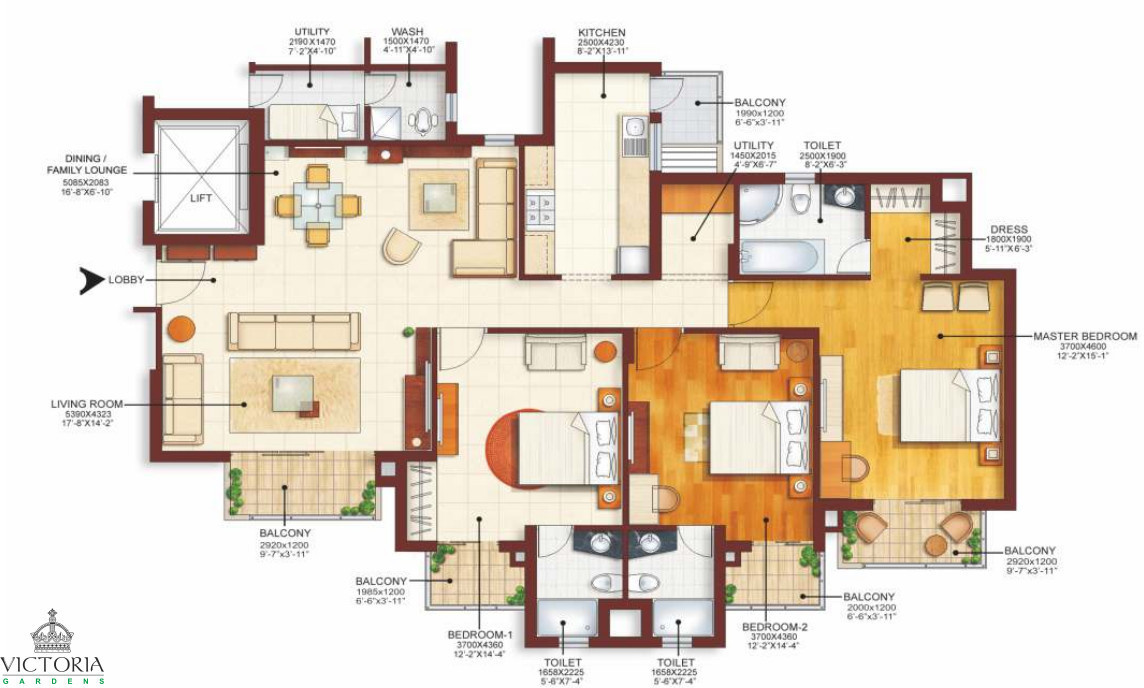 UTILITY
2190X1470
7'-2"X4'-10"
WASH
1500X1470
4'-11"X4'-10"
KITCHEN
2500X4230
8'-2"X13'-11"
BALCONY
1990x1200
6'-6"x3'-11"
UTILITY
1450X2015
4'-9"X6'-7"
TOILET
2500X1900
8'-2"X6'-3"
DINING /
FAMILY LOUNGE
5085X2083
16'-8"X6'-10"
LIFT
DRESS
1800X1900
5'-11"X6'-3"
LOBBY
MASTER BEDROOM
3700X4600
12'-2"X15'-1"
LIVING ROOM
5390X4323
17'-8"X14'-2"
BALCONY
2920x1200
9'-7"x3'-11"
BALCONY
2920x1200
9'-7"x3'-11"
BALCONY
1985x1200
6'-6"x3'-11"
BALCONY
2000x1200
6'-6"x3'-11"
BEDROOM-1
3700X4360
12'-2"X14'-4"
BEDROOM-2
3700X4360
12'-2"X14'-4"
TOILET
1658X2225
5'-6"X7'-4"
TOILET
1658X2225
5'-6"X7'-4"
VICTORIA
GARDENS